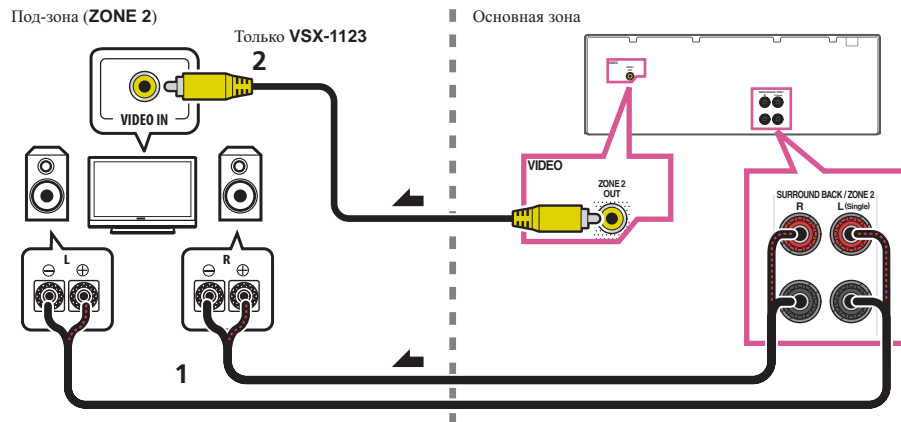 Под-зона (ZONE 2)
Основная зона
Только VSX-1123
2
VIDEO IN
VIDEO
ZONE 2
OUT
SURROUND BACK / ZONE 2
R L (Single)
L
R
1